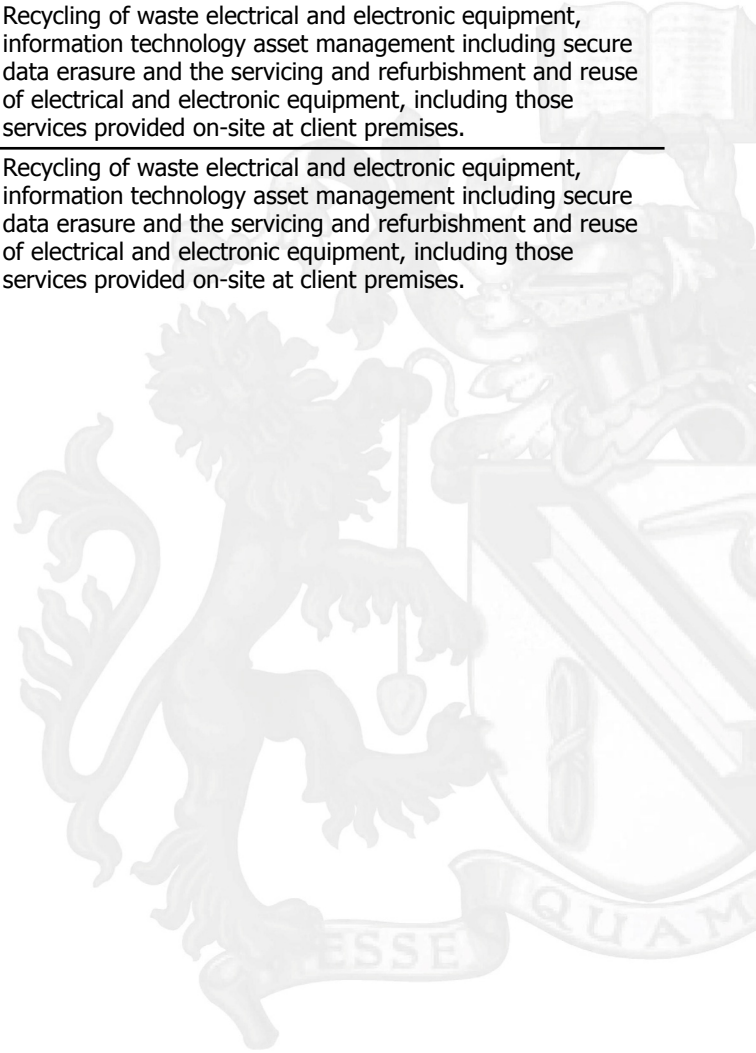 Recycling of waste electrical and electronic equipment,
information technology asset management including secure
data erasure and the servicing and refurbishment and reuse
of electrical and electronic equipment, including those
services provided on-site at client premises.
Recycling of waste electrical and electronic equipment,
information technology asset management including secure
data erasure and the servicing and refurbishment and reuse
of electrical and electronic equipment, including those
services provided on-site at client premises.
ESSE QUAM